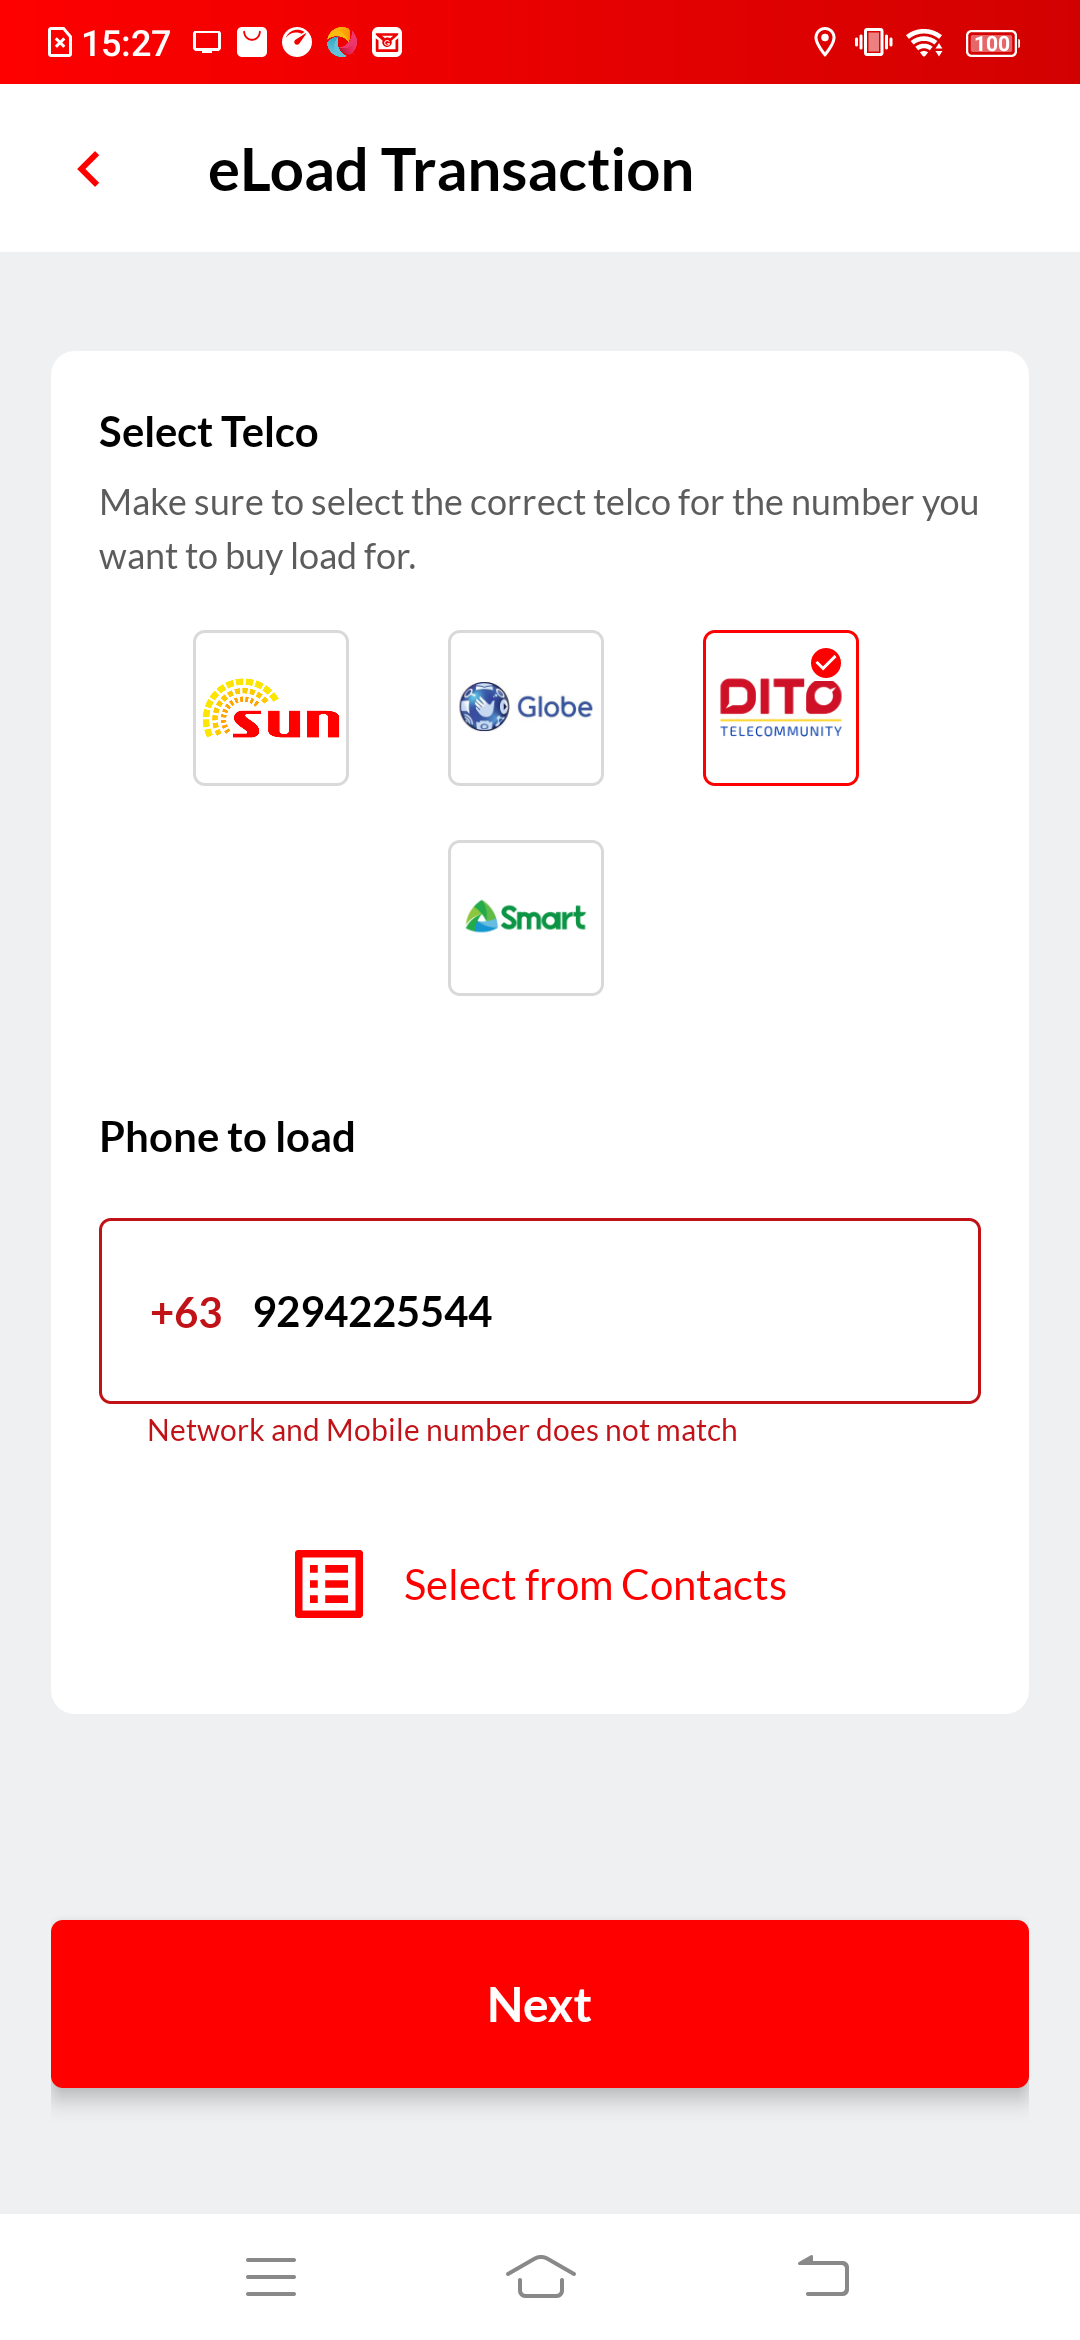 15:27
100
eLoad Transaction
Select Telco
Make sure to select the correct telco for the number you
want to buy load for.
sun
Globe
DITO
TELECOMMUNITY
Smart
Phone to load
+63 9294225544
Network and Mobile number does not match
Select from Contacts
Next